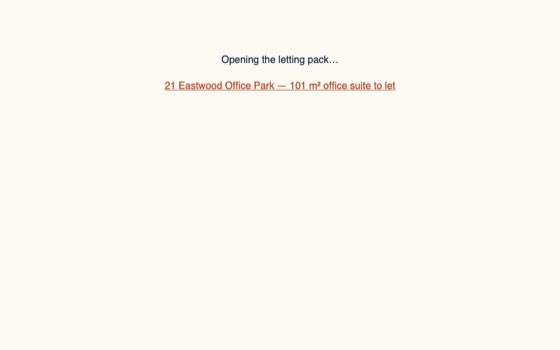 Opening the letting pack…
21 Eastwood Office Park — 101 m² office suite to let